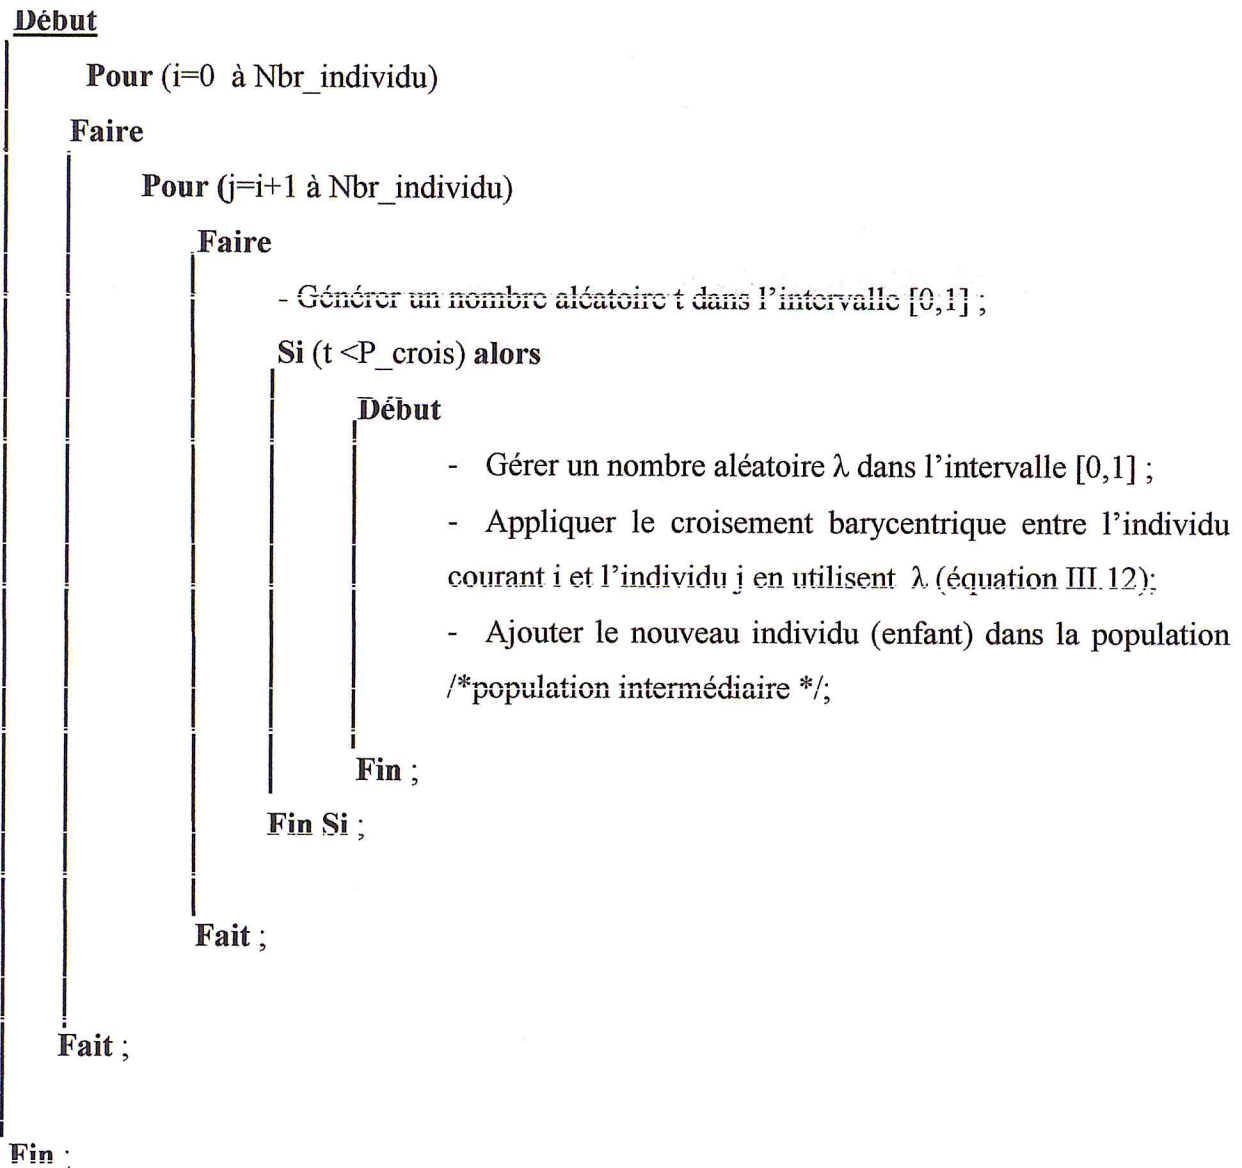 Début
Pour (i=0 à Nbr_individu)
Faire
Pour (j=i+1 à Nbr_individu)
Faire
- Générer un nombre aléatoire t dans l'intervalle [0,1] ;
Si (t <P_crois) alors
Début
- Gérer un nombre aléatoire λ dans l'intervalle [0,1] ;
- Appliquer le croisement barycentrique entre l'individu
courant i et l'individu j en utilisent λ (équation III.12);
- Ajouter le nouveau individu (enfant) dans la population
/*population intermédiaire */;
Fin ;
Fin Si ;
Fait ;
Fait ;
Fin ;